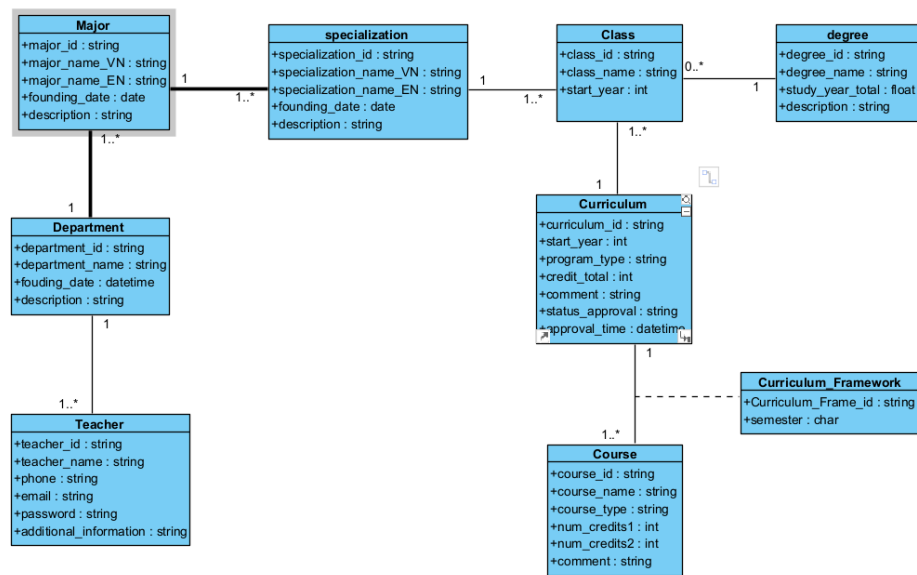 Major
+major_id : string
+major_name_VN : string
+major_name_EN : string
+founding_date : date
+description : string
1
1..*
specialization
+specialization_id : string
+specialization_name_VN : string
+specialization_name_EN : string
+founding_date : date
+description : string
1
1..*
Class
+class_id : string
+class_name : string
+start_year : int
0..*
1
degree
+degree_id : string
+degree_name : string
+study_year_total : float
+description : string
1..*
1
Department
+department_id : string
+department_name : string
+fouding_date : datetime
+description : string
1..*
1
Curriculum
+curriculum_id : string
+start_year : int
+program_type : string
+credit_total : int
+comment : string
+status_approval : string
+approval_time : datetime
1
1..*
Teacher
+teacher_id : string
+teacher_name : string
+phone : string
+email : string
+password : string
+additional_information : string
1
1..*
Curriculum_Framework
+Curriculum_Frame_id : string
+semester : char
Course
+course_id : string
+course_name : string
+course_type : string
+num_credits1 : int
+num_credits2 : int
+comment : string